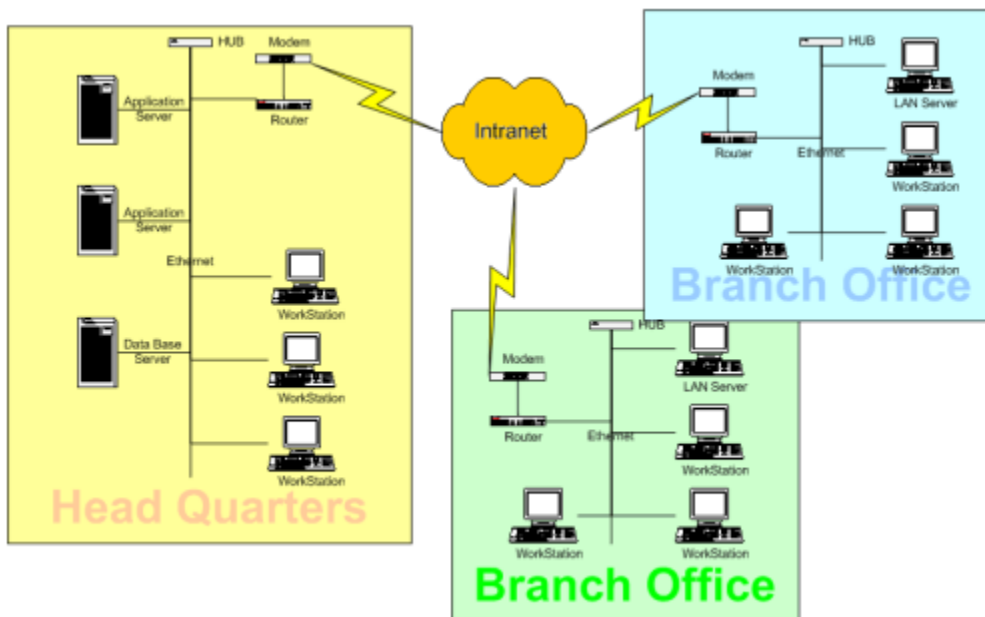 HUB
Modem
Application
Server
Router
Application
Server
Ethernet
WorkStation
Data Base
Server
WorkStation
WorkStation
Head Quarters
Intranet
HUB
Modem
LAN Server
Router
Ethernet
WorkStation
WorkStation
WorkStation
Branch Office
HUB
Modem
LAN Server
Router
Ethernet
WorkStation
WorkStation
WorkStation
Branch Office